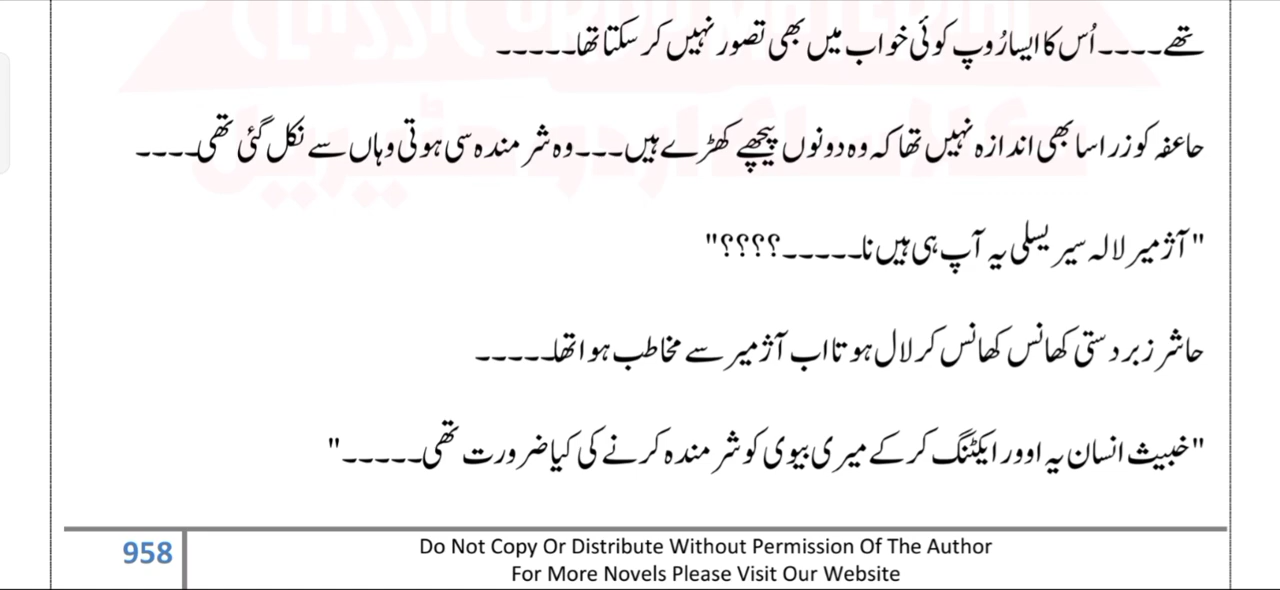 CLASSIC URDU MATERIAL
تھے۔۔۔۔اُس کا ایسا رُوپ کوئی خواب میں بھی تصور نہیں کر سکتا تھا۔۔۔۔۔
حاعفہ کو زرا سا بھی اندازہ نہیں تھا کہ وہ دونوں پیچھے کھڑے ہیں۔۔۔وہ شرمندہ سی ہوتی وہاں سے نکل گئی تھی۔۔۔۔
"آژمیر لالہ سیریسلی یہ آپ ہی ہیں نا۔۔۔۔۔؟؟؟؟"
حاشر زبردستی کھانس کھانس کر لال ہوتا اب آژمیر سے مخاطب ہوا تھا۔۔۔۔۔
"خبیث انسان یہ اوور ایکٹنگ کر کے میری بیوی کو شرمندہ کرنے کی کیا ضرورت تھی۔۔۔۔۔"
958
Do Not Copy Or Distribute Without Permission Of The Author
For More Novels Please Visit Our Website